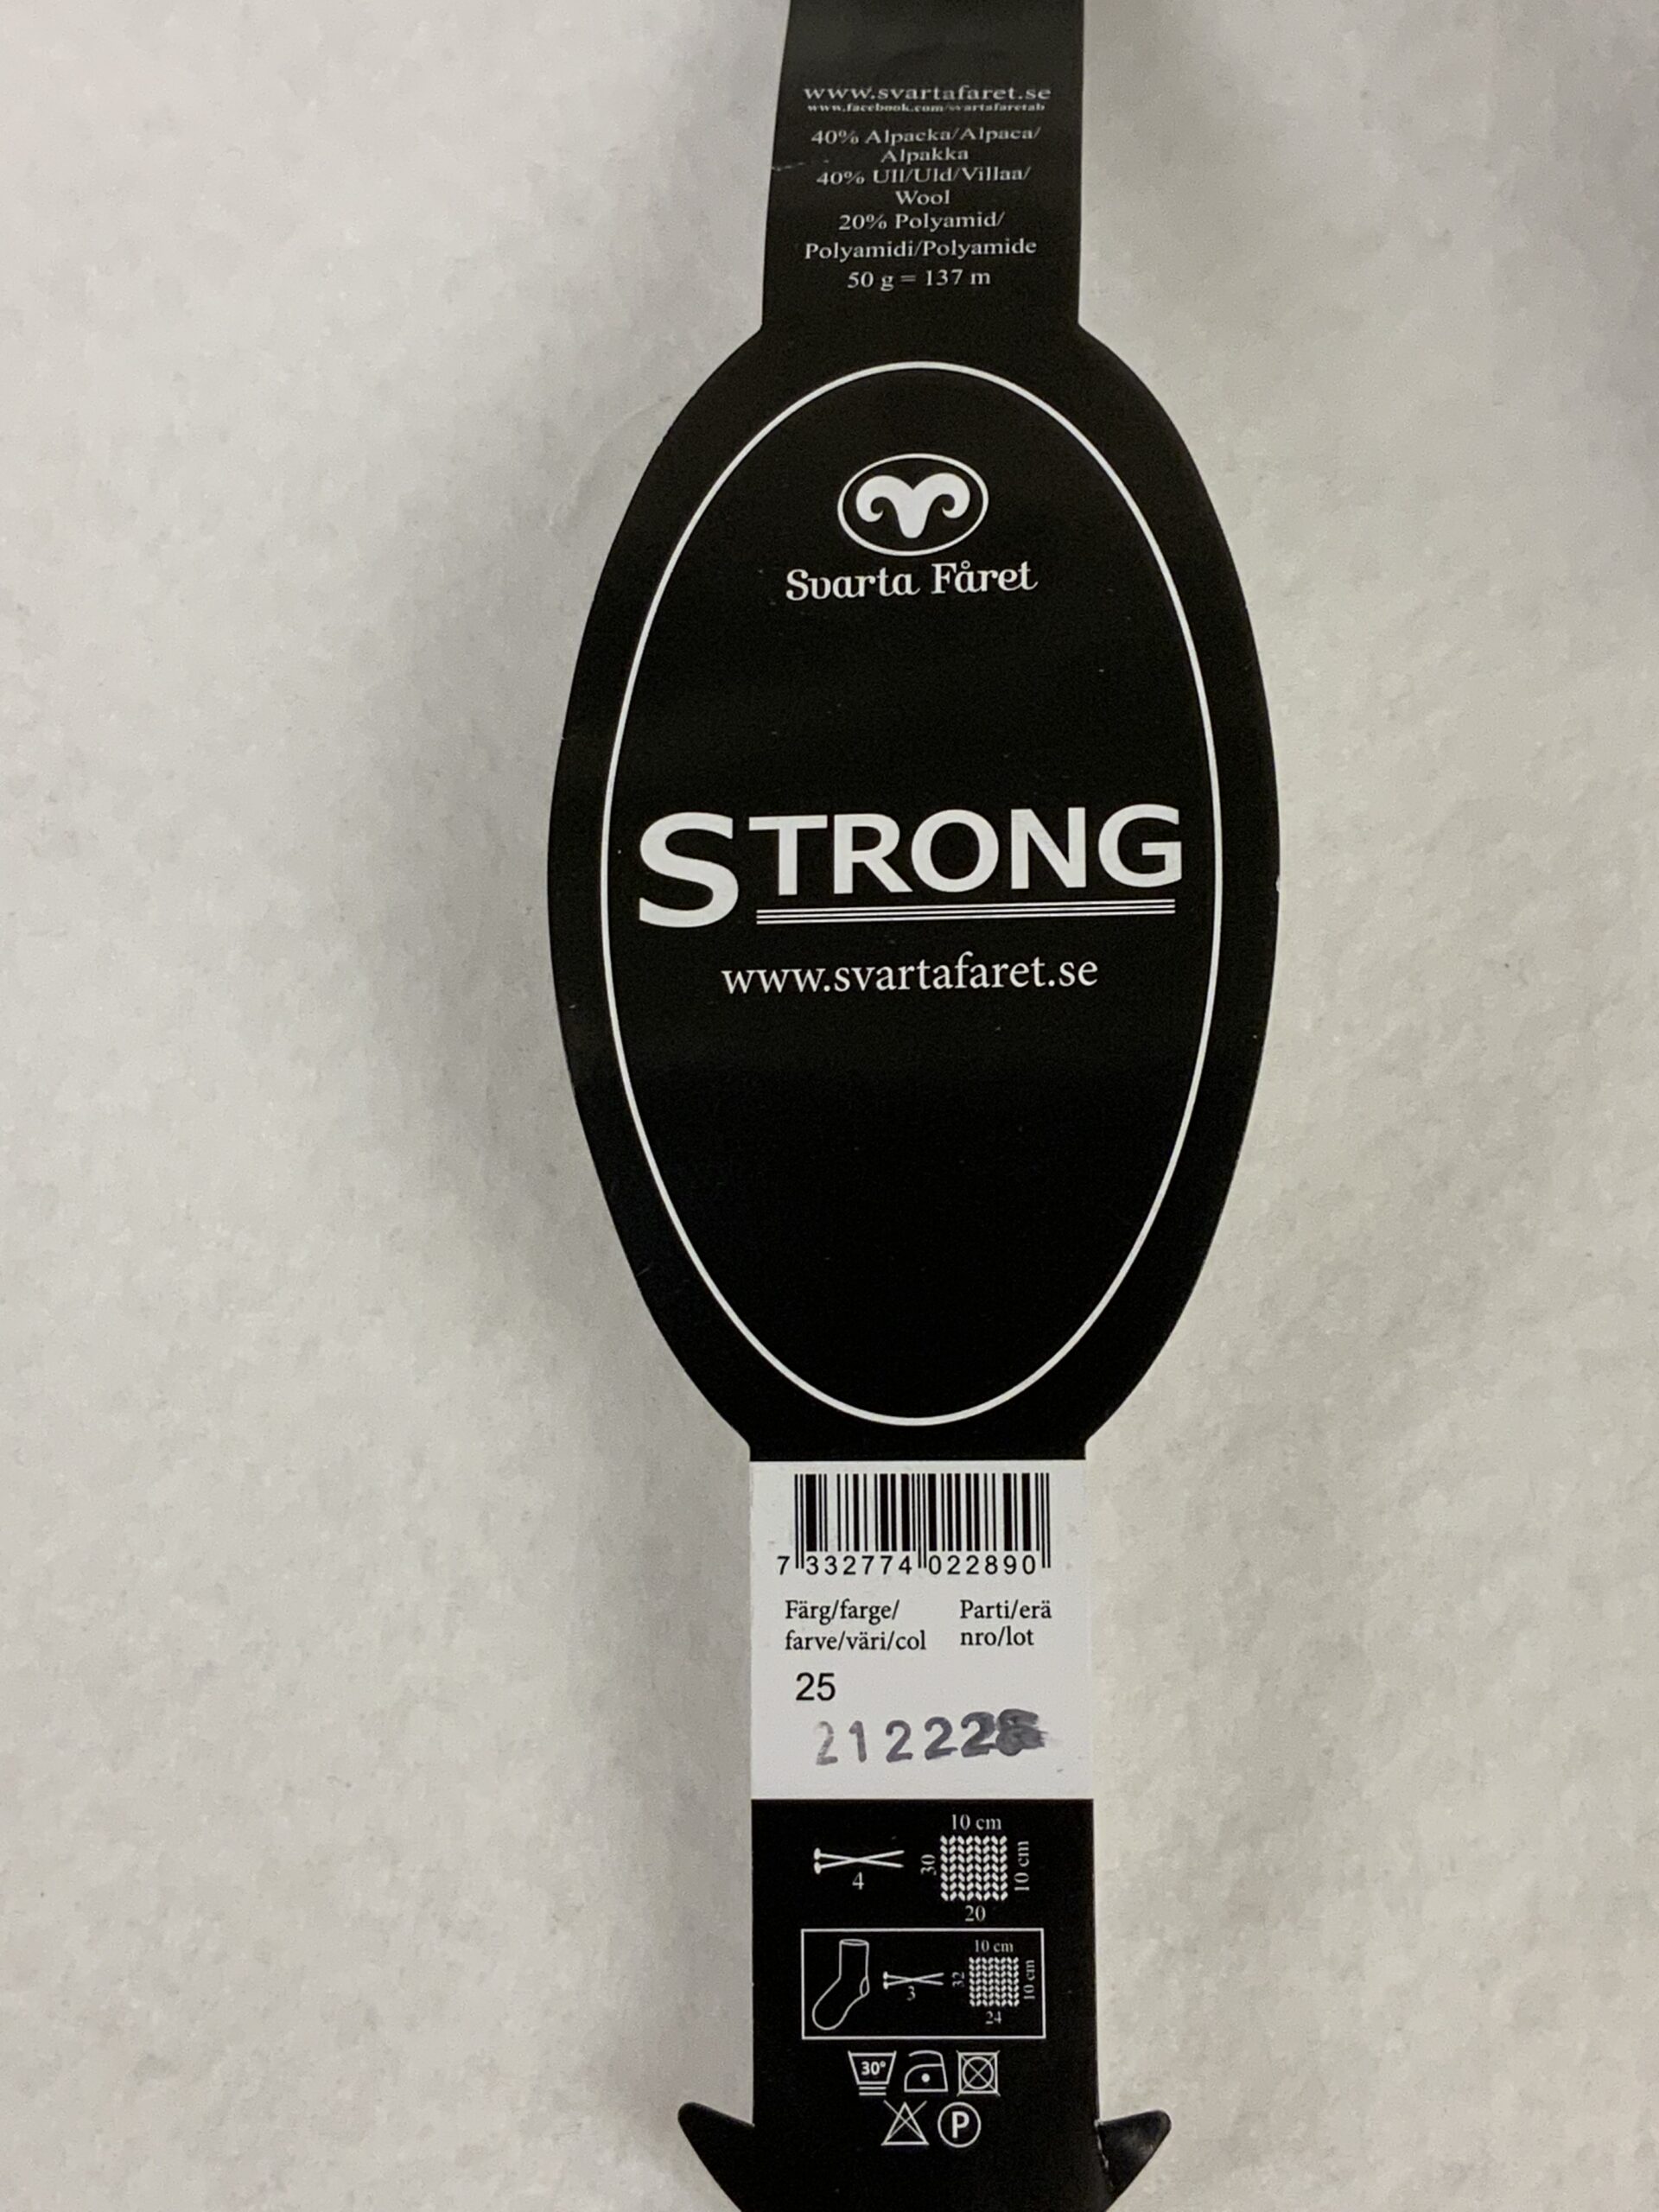 www.svartafaret.se
www.facebook.com/svartafaretab
40% Alpacka/Alpaca/
Alpakka
40% Ull/Uld/Villaa/
Wool
20% Polyamid/
Polyamidi/Polyamide
50 g = 137 m
Svarta Fåret
STRONG
www.svartafaret.se
7 332774 022890
Färg/farge/ Parti/erä
farve/väri/col nro/lot
25
10 cm
4 30 10 cm
20
10 cm
3 32 10 cm
24
30°
P